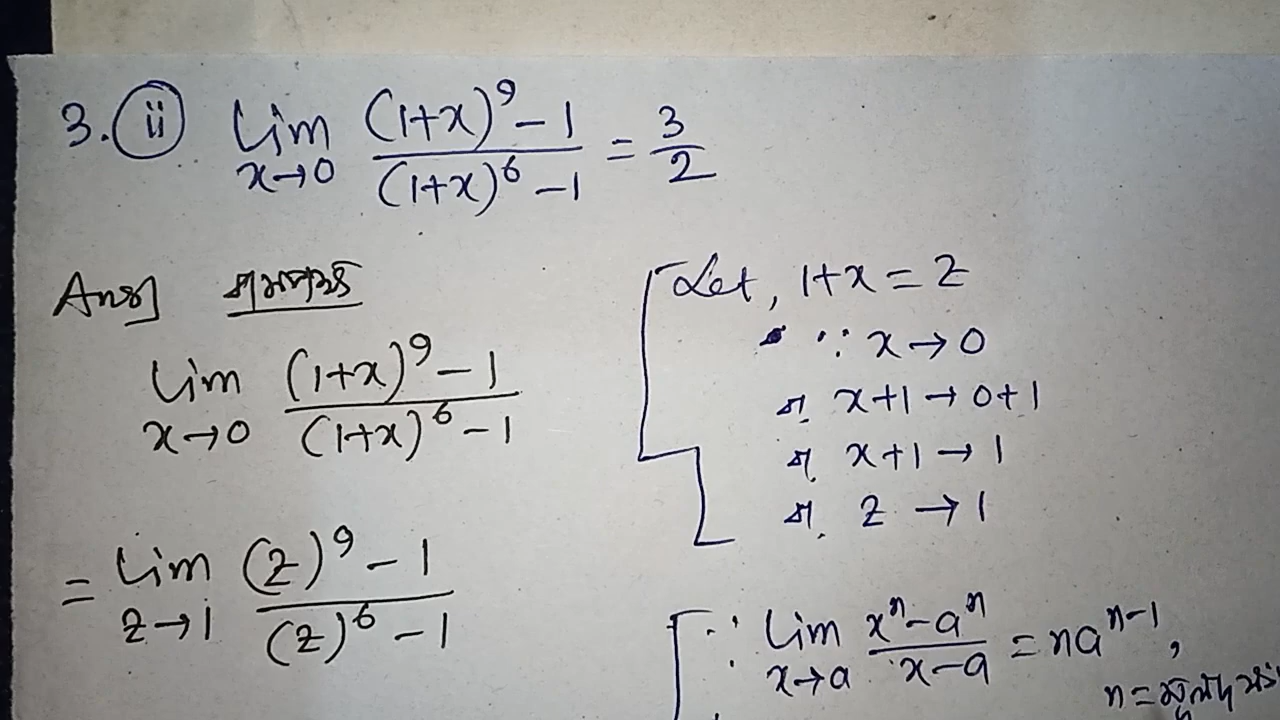 3. (ii) Lim x→0 ((1+x)^9 - 1)/((1+x)^6 - 1) = 3/2
Ans
Lim x→0 ((1+x)^9 - 1)/((1+x)^6 - 1)
= Lim z→1 ((z)^9 - 1)/((z)^6 - 1)
Let, 1+x = z
∵ x→0
বা, x+1 → 0+1
বা, x+1 → 1
বা, z → 1
∵ Lim x→a (x^n - a^n)/(x-a) = na^(n-1),
n =